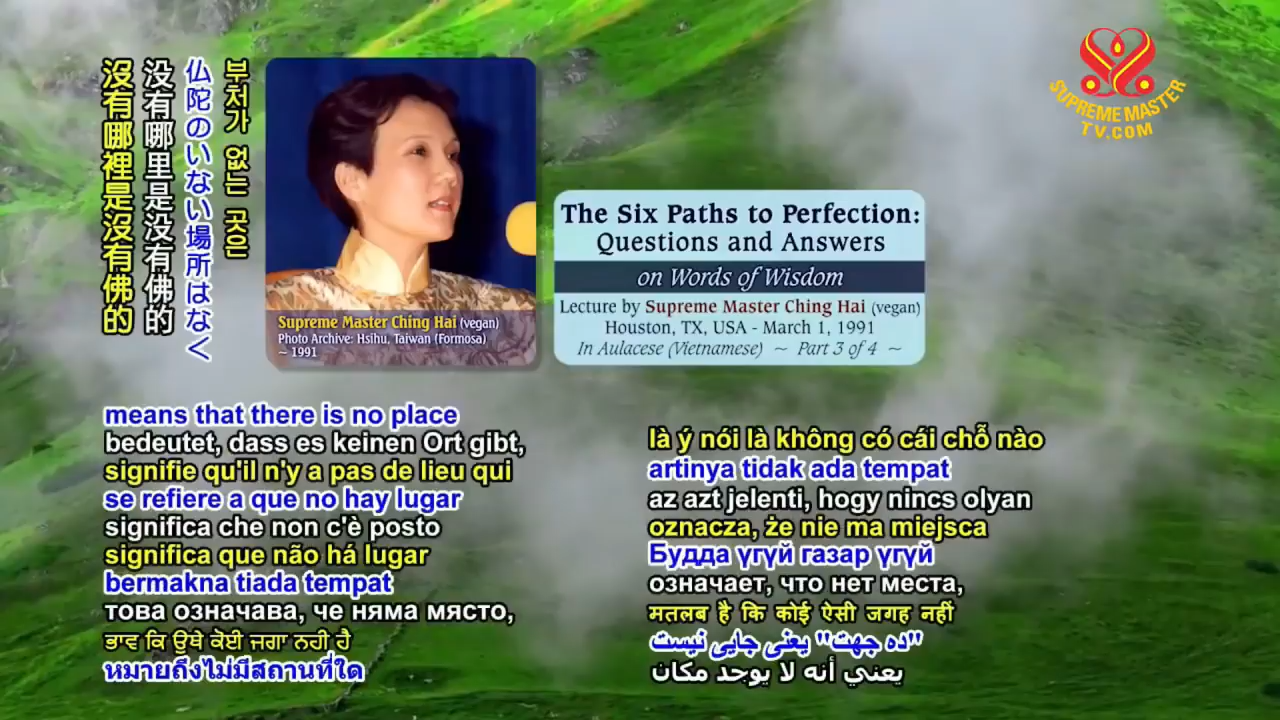 沒有哪裡是沒有佛的
没有哪里是没有佛的
仏陀のいない場所はなく
부처가 없는 곳이
Supreme Master Ching Hai (vegan)
Photo Archive: Hsihu, Taiwan (Formosa)
~ 1991
The Six Paths to Perfection:
Questions and Answers
on Words of Wisdom
Lecture by Supreme Master Ching Hai (vegan)
Houston, TX, USA - March 1, 1991
In Aulacese (Vietnamese) ~ Part 3 of 4 ~
SUPREME MASTER
TV.COM
means that there is no place
bedeutet, dass es keinen Ort gibt,
signifie qu'il n'y a pas de lieu qui
se refiere a que no hay lugar
significa che non c'è posto
significa que não há lugar
bermakna tiada tempat
това означава, че няма място,
ਭਾਵ ਕਿ ਉਥੇ ਕੋਈ ਜਗਾ ਨਹੀ ਹੈ
หมายถึงไม่มีสถานที่ใด
là ý nói là không có cái chỗ nào
artinya tidak ada tempat
az azt jelenti, hogy nincs olyan
oznacza, że nie ma miejsca
Будда үгүй газар үгүй
означает, что нет места,
मतलब है कि कोई ऐसी जगह नहीं
"ده جهت" یعنی جایی نیست
يعني أنه لا يوجد مكان